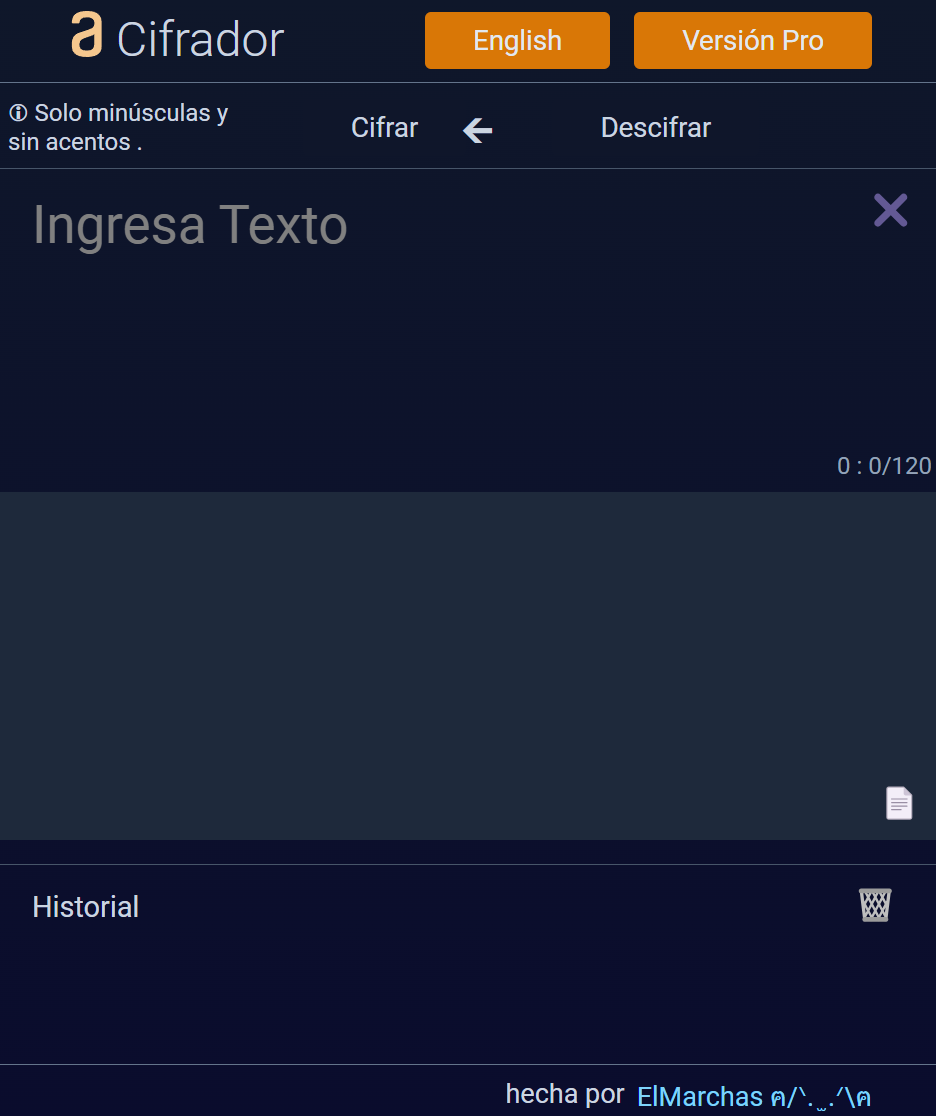 a Cifrador
English
Versión Pro
🛈 Solo minúsculas y
sin acentos .
Cifrar
Descifrar
Ingresa Texto
0 : 0/120
Historial
hecha por ElMarchas ฅ/ᐠ. ̫ .ᐟ\ฅ